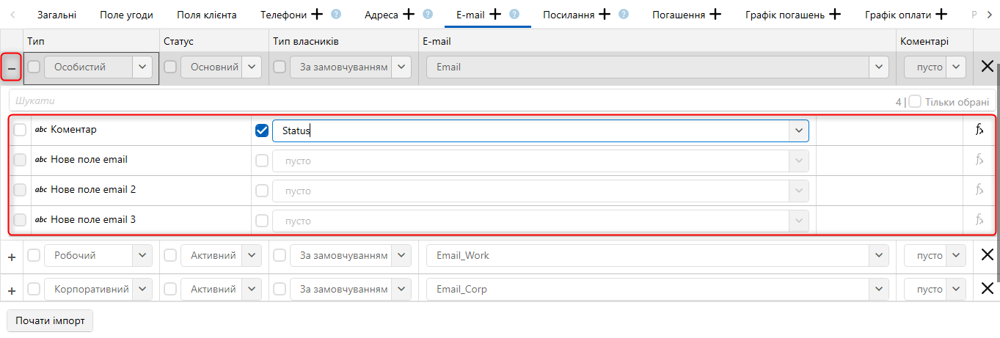 Загальні Поле угоди Поля клієнта Телефони + ? Адреса + ? E-mail + ? Посилання + ? Погашення + Графік погашень + Графік оплати + Р
Тип Статус Тип власників E-mail Коментарі
Особистий Основний За замовчуванням Email пусто
Шукати 4 | Тільки обрані
abc Коментар Status fx
abc Нове поле email пусто fx
abc Нове поле email 2 пусто fx
abc Нове поле email 3 пусто fx
Робочий Активний За замовчуванням Email_Work пусто
Корпоративний Активний За замовчуванням Email_Corp пусто
Почати імпорт